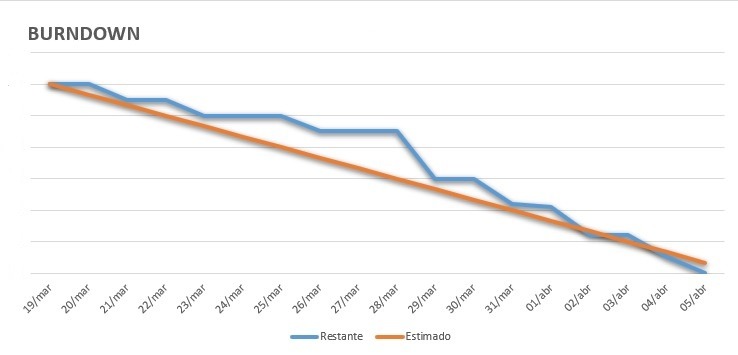 BURNDOWN
19/mar
20/mar
21/mar
22/mar
23/mar
24/mar
25/mar
26/mar
27/mar
28/mar
29/mar
30/mar
31/mar
01/abr
02/abr
03/abr
04/abr
05/abr
Restante Estimado